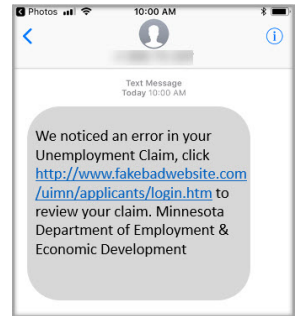 Photos 10:00 AM
Text Message
Today 10:00 AM
We noticed an error in your
Unemployment Claim, click
http://www.fakebadwebsite.com
/uimn/applicants/login.htm to
review your claim. Minnesota
Department of Employment &
Economic Development